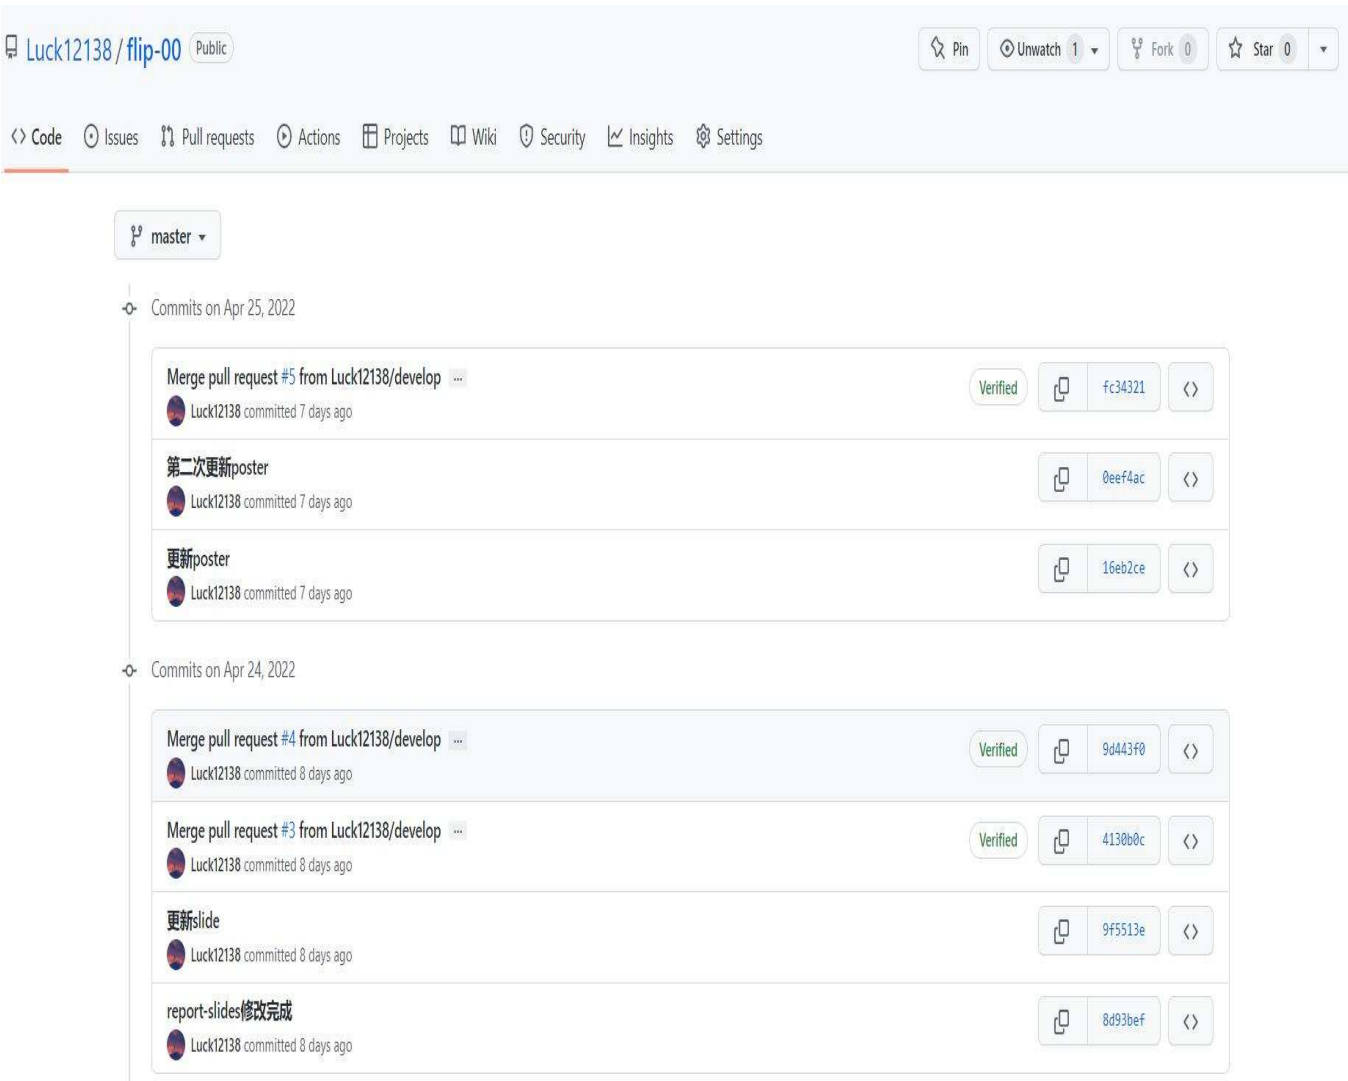 Luck12138 / flip-00 Public
Pin Unwatch 1 Fork 0 Star 0
Code Issues Pull requests Actions Projects Wiki Security Insights Settings
master
Commits on Apr 25, 2022
Merge pull request #5 from Luck12138/develop ...
Verified fc34321
Luck12138 committed 7 days ago
第二次更新poster
0eef4ac
Luck12138 committed 7 days ago
更新poster
16eb2ce
Luck12138 committed 7 days ago
Commits on Apr 24, 2022
Merge pull request #4 from Luck12138/develop ...
Verified 9d443f0
Luck12138 committed 8 days ago
Merge pull request #3 from Luck12138/develop ...
Verified 4130b0c
Luck12138 committed 8 days ago
更新slide
9f5513e
Luck12138 committed 8 days ago
report-slides修改完成
8d93bef
Luck12138 committed 8 days ago